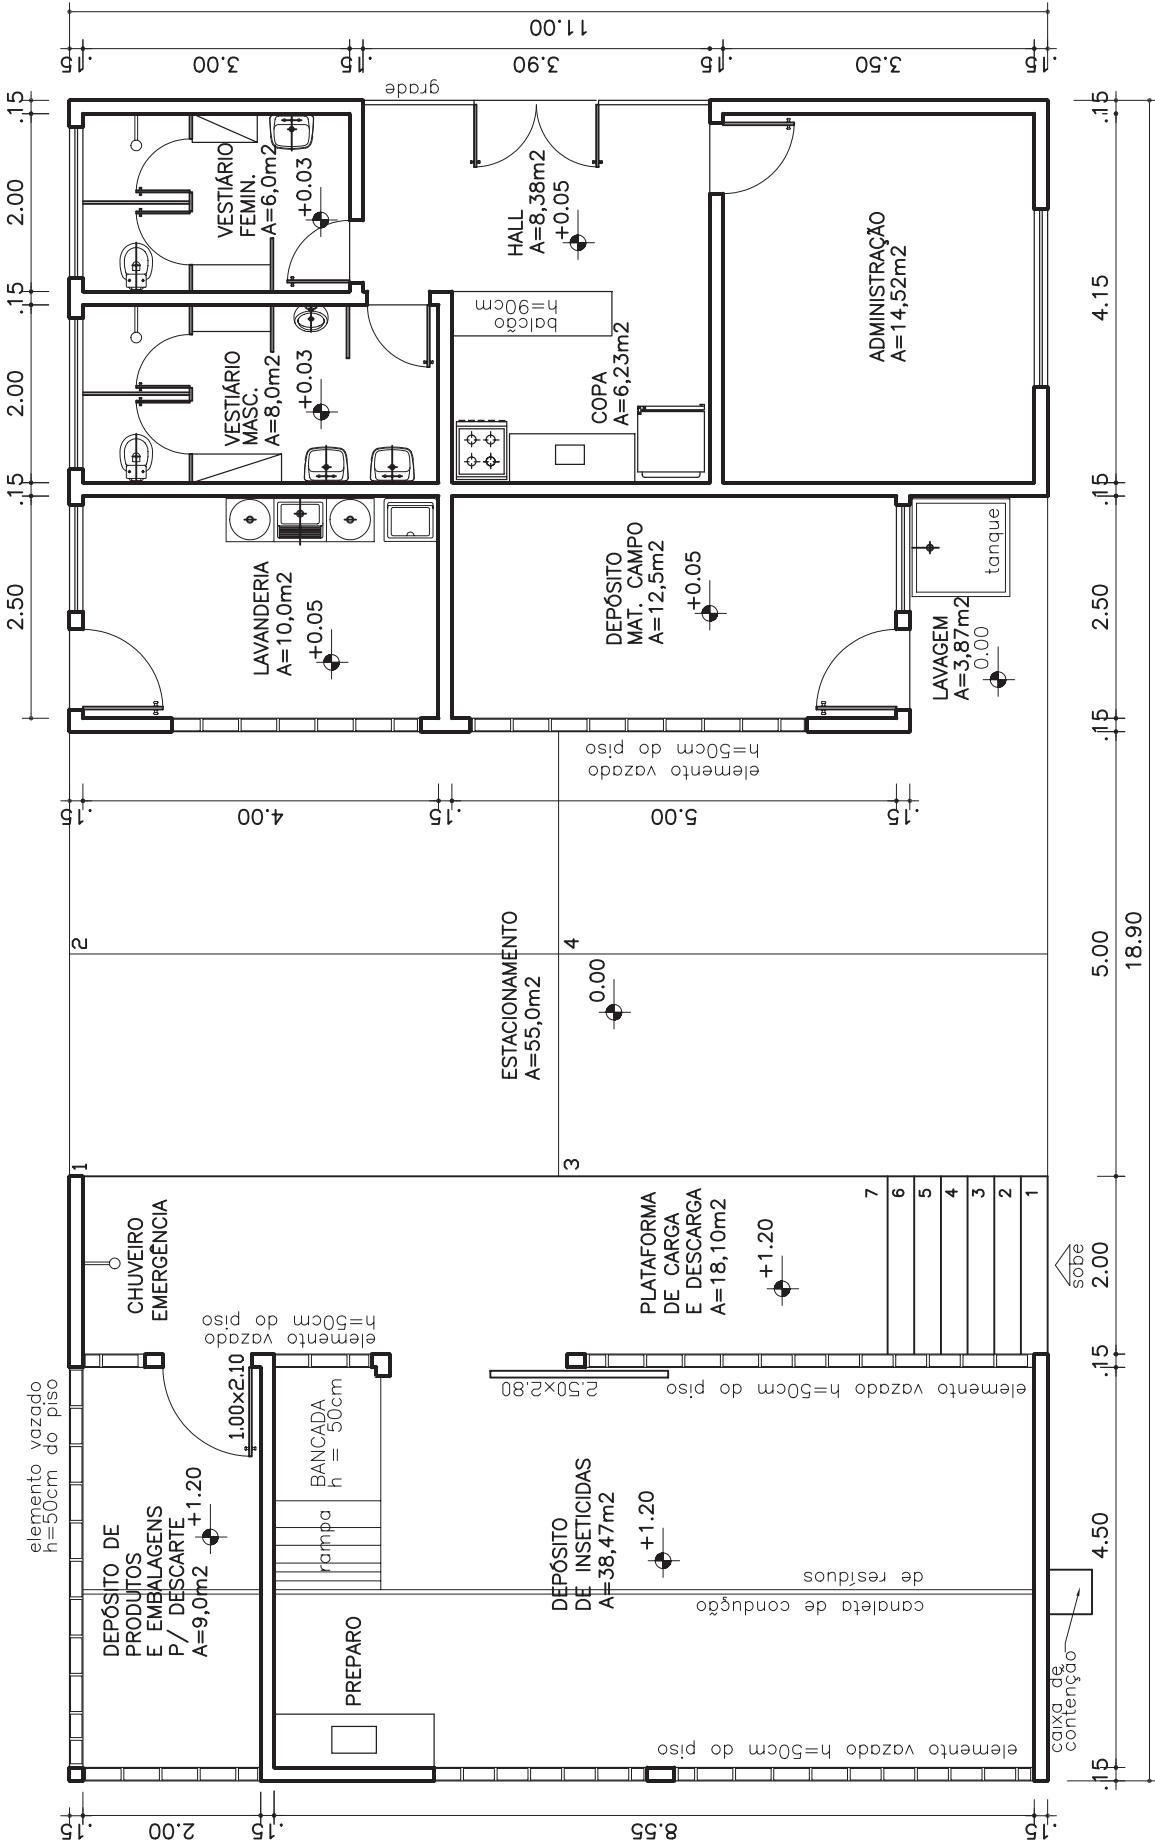 11.00
.15
3.00
.15
3.90
.15
3.50
.15
.15
2.00
.15
2.00
.15
2.50
.15
4.15
.15
2.50
.15
5.00
18.90
2.00
.15
4.50
.15
grade
VESTIÁRIO
FEMIN.
A=6,0m2
+0.03
HALL
A=8,38m2
+0.05
VESTIÁRIO
MASC.
A=8,0m2
+0.03
balcão
h=90cm
COPA
A=6,23m2
ADMINISTRAÇÃO
A=14,52m2
LAVANDERIA
A=10,0m2
+0.05
DEPÓSITO
MAT. CAMPO
A=12,5m2
+0.05
tanque
LAVAGEM
A=3,87m2
0.00
elemento vazado
h=50cm do piso
.15
4.00
.15
5.00
.15
2
4
ESTACIONAMENTO
A=55,0m2
0.00
1
3
CHUVEIRO
EMERGÊNCIA
PLATAFORMA
DE CARGA
E DESCARGA
A=18,10m2
+1.20
7
6
5
4
3
2
1
sobe
elemento vazado
h=50cm do piso
elemento vazado
h=50cm do piso
1.00x2.10
2.50x2.80
elemento vazado h=50cm do piso
BANCADA
h = 50cm
rampa
DEPÓSITO DE
PRODUTOS
E EMBALAGENS
P/ DESCARTE
A=9,0m2
+1.20
DEPÓSITO
DE INSETICIDAS
A=38,47m2
+1.20
canaleta de condução
de resíduos
PREPARO
caixa de
contenção
elemento vazado h=50cm do piso
.15
2.00
.15
8.55
.15